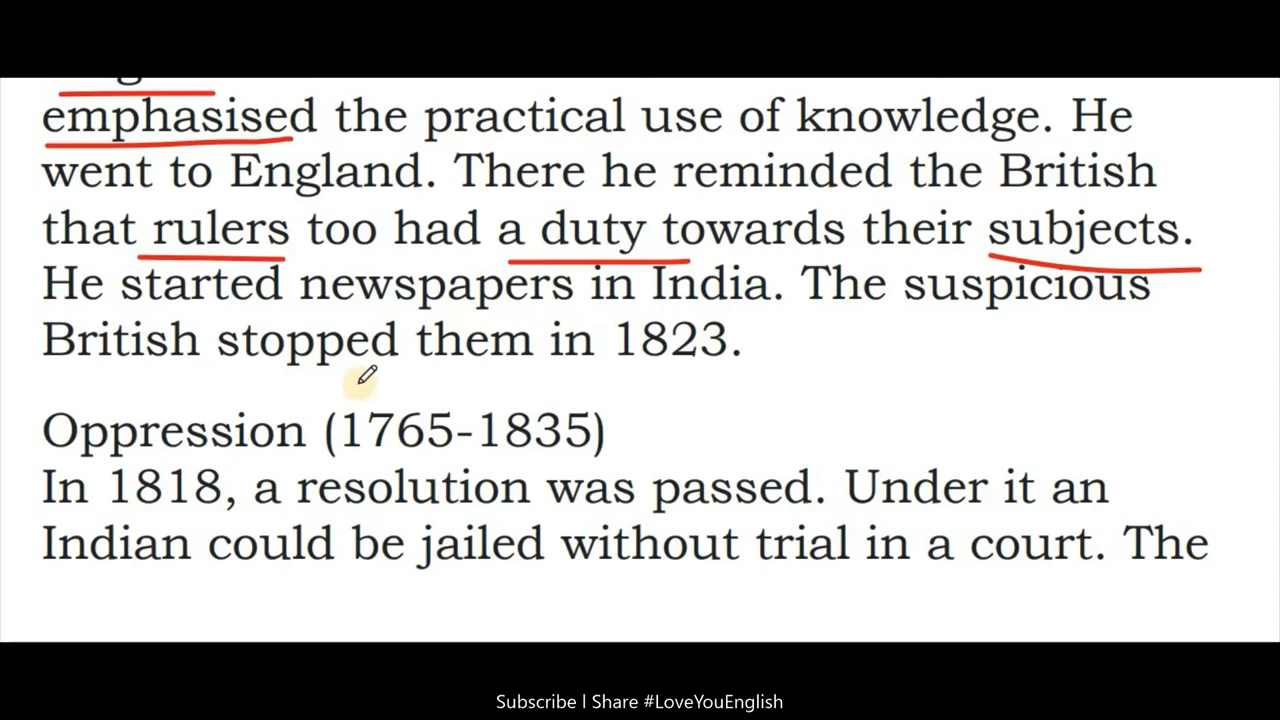 emphasised the practical use of knowledge. He
went to England. There he reminded the British
that rulers too had a duty towards their subjects.
He started newspapers in India. The suspicious
British stopped them in 1823.
Oppression (1765-1835)
In 1818, a resolution was passed. Under it an
Indian could be jailed without trial in a court. The
Subscribe | Share #LoveYouEnglish